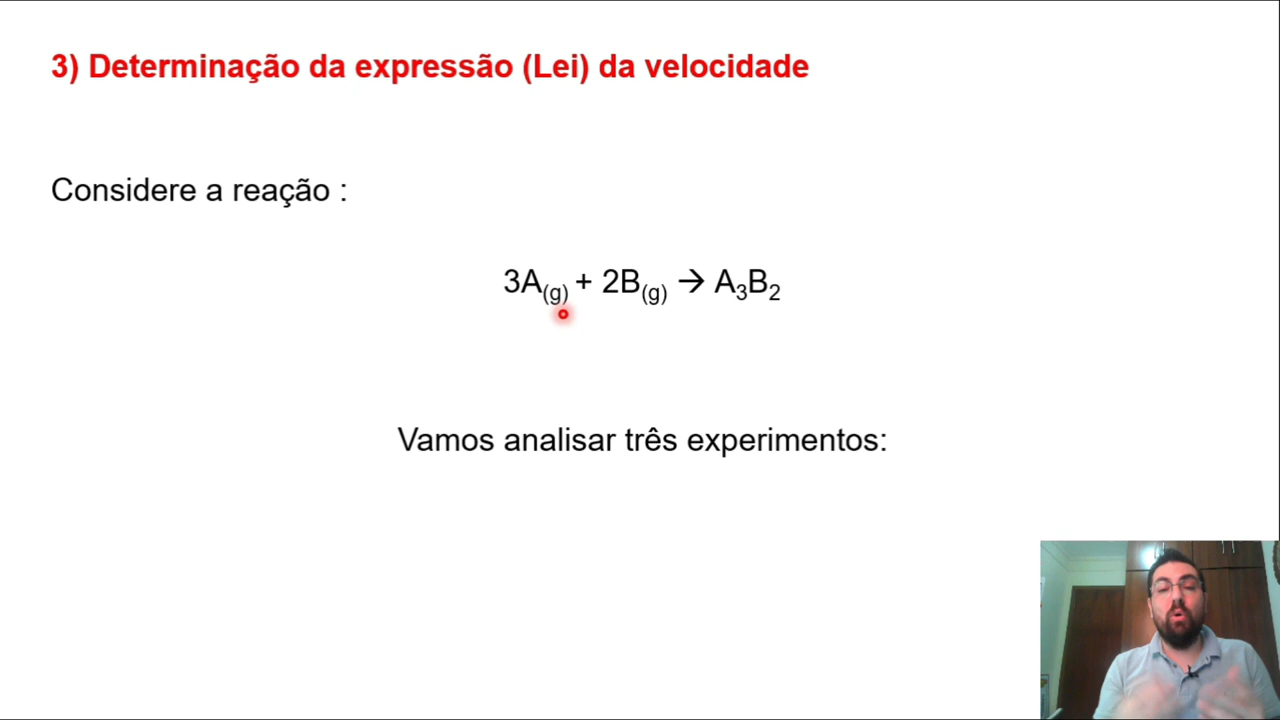 3) Determinação da expressão (Lei) da velocidade
Considere a reação :
3A(g) + 2B(g) → A3B2
Vamos analisar três experimentos: